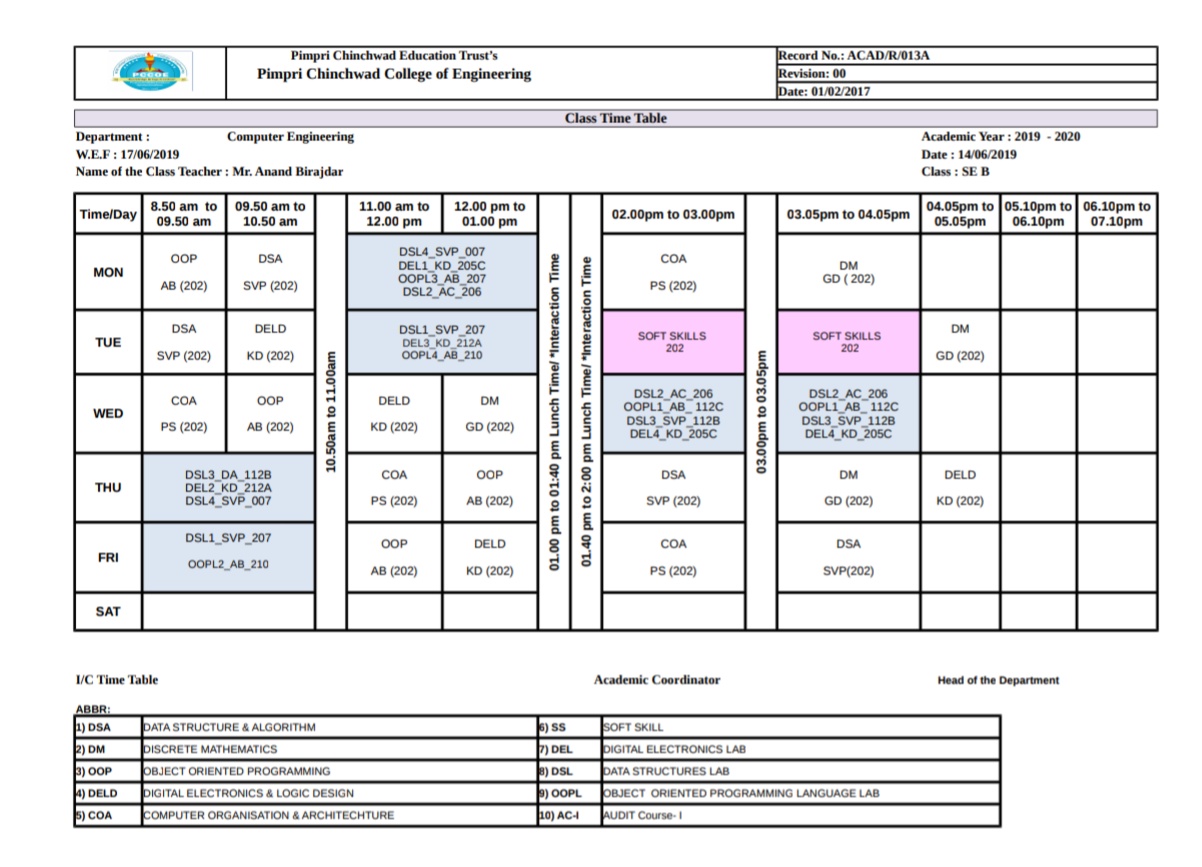 PCCOE
Pimpri Chinchwad Education Trust's
Pimpri Chinchwad College of Engineering
Record No.: ACAD/R/013A
Revision: 00
Date: 01/02/2017
Class Time Table
Department : Computer Engineering
Academic Year : 2019 - 2020
W.E.F : 17/06/2019
Date : 14/06/2019
Name of the Class Teacher : Mr. Anand Birajdar
Class : SE B
Time/Day
8.50 am to
09.50 am
09.50 am to
10.50 am
10.50am to 11.00am
11.00 am to
12.00 pm
12.00 pm to
01.00 pm
01.00 pm to 01:40 pm Lunch Time/ *Interaction Time
01.40 pm to 2:00 pm Lunch Time/ *Interaction Time
02.00pm to 03.00pm
03.00pm to 03.05pm
03.05pm to 04.05pm
04.05pm to
05.05pm
05.10pm to
06.10pm
06.10pm to
07.10pm
MON
OOP
AB (202)
DSA
SVP (202)
DSL4_SVP_007
DEL1_KD_205C
OOPL3_AB_207
DSL2_AC_206
COA
PS (202)
DM
GD ( 202)
TUE
DSA
SVP (202)
DELD
KD (202)
DSL1_SVP_207
DEL3_KD_212A
OOPL4_AB_210
SOFT SKILLS
202
SOFT SKILLS
202
DM
GD (202)
WED
COA
PS (202)
OOP
AB (202)
DELD
KD (202)
DM
GD (202)
DSL2_AC_206
OOPL1_AB_ 112C
DSL3_SVP_112B
DEL4_KD_205C
DSL2_AC_206
OOPL1_AB_ 112C
DSL3_SVP_112B
DEL4_KD_205C
THU
DSL3_DA_112B
DEL2_KD_212A
DSL4_SVP_007
COA
PS (202)
OOP
AB (202)
DSA
SVP (202)
DM
GD (202)
DELD
KD (202)
FRI
DSL1_SVP_207
OOPL2_AB_210
OOP
AB (202)
DELD
KD (202)
COA
PS (202)
DSA
SVP(202)
SAT
I/C Time Table
Academic Coordinator
Head of the Department
ABBR:
1) DSA DATA STRUCTURE & ALGORITHM 6) SS SOFT SKILL
2) DM DISCRETE MATHEMATICS 7) DEL DIGITAL ELECTRONICS LAB
3) OOP OBJECT ORIENTED PROGRAMMING 8) DSL DATA STRUCTURES LAB
4) DELD DIGITAL ELECTRONICS & LOGIC DESIGN 9) OOPL OBJECT ORIENTED PROGRAMMING LANGUAGE LAB
5) COA COMPUTER ORGANISATION & ARCHITECHTURE 10) AC-I AUDIT Course- I